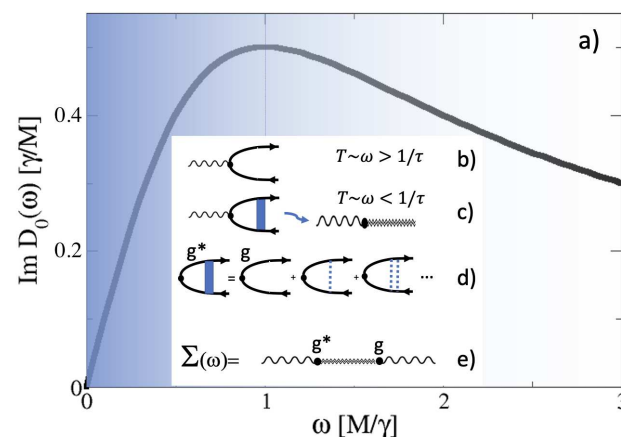 a)
Im D₀(ω) [γ/M]
0.4
0.2
0
T~ω > 1/τ
b)
T~ω < 1/τ
c)
g* g
= + + ...
d)
Σ(ω)=
g* g
e)
0 1 2 3
ω [M/γ]